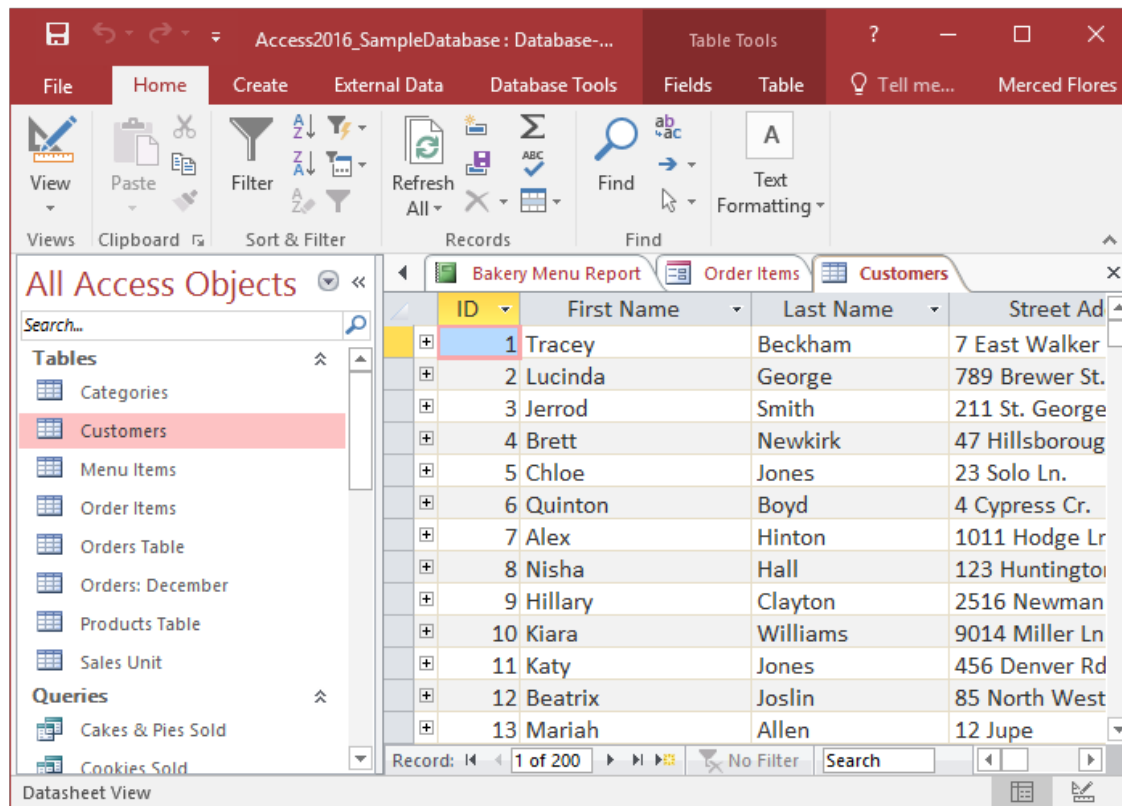 Access2016_SampleDatabase : Database-... Table Tools ?
File Home Create External Data Database Tools Fields Table Tell me... Merced Flores
View
Paste
Filter
Refresh
All
ABC
Find
ab
ac
A
Text
Formatting
Views Clipboard Sort & Filter Records Find
All Access Objects «
Search...
Tables
Categories
Customers
Menu Items
Order Items
Orders Table
Orders: December
Products Table
Sales Unit
Queries
Cakes & Pies Sold
Cookies Sold
Bakery Menu Report Order Items Customers
ID First Name Last Name Street Ad
1 Tracey Beckham 7 East Walker
2 Lucinda George 789 Brewer St.
3 Jerrod Smith 211 St. George
4 Brett Newkirk 47 Hillsboroug
5 Chloe Jones 23 Solo Ln.
6 Quinton Boyd 4 Cypress Cr.
7 Alex Hinton 1011 Hodge Ln
8 Nisha Hall 123 Huntington
9 Hillary Clayton 2516 Newman
10 Kiara Williams 9014 Miller Ln
11 Katy Jones 456 Denver Rd
12 Beatrix Joslin 85 North West
13 Mariah Allen 12 Jupe
Record: 1 of 200 No Filter Search
Datasheet View